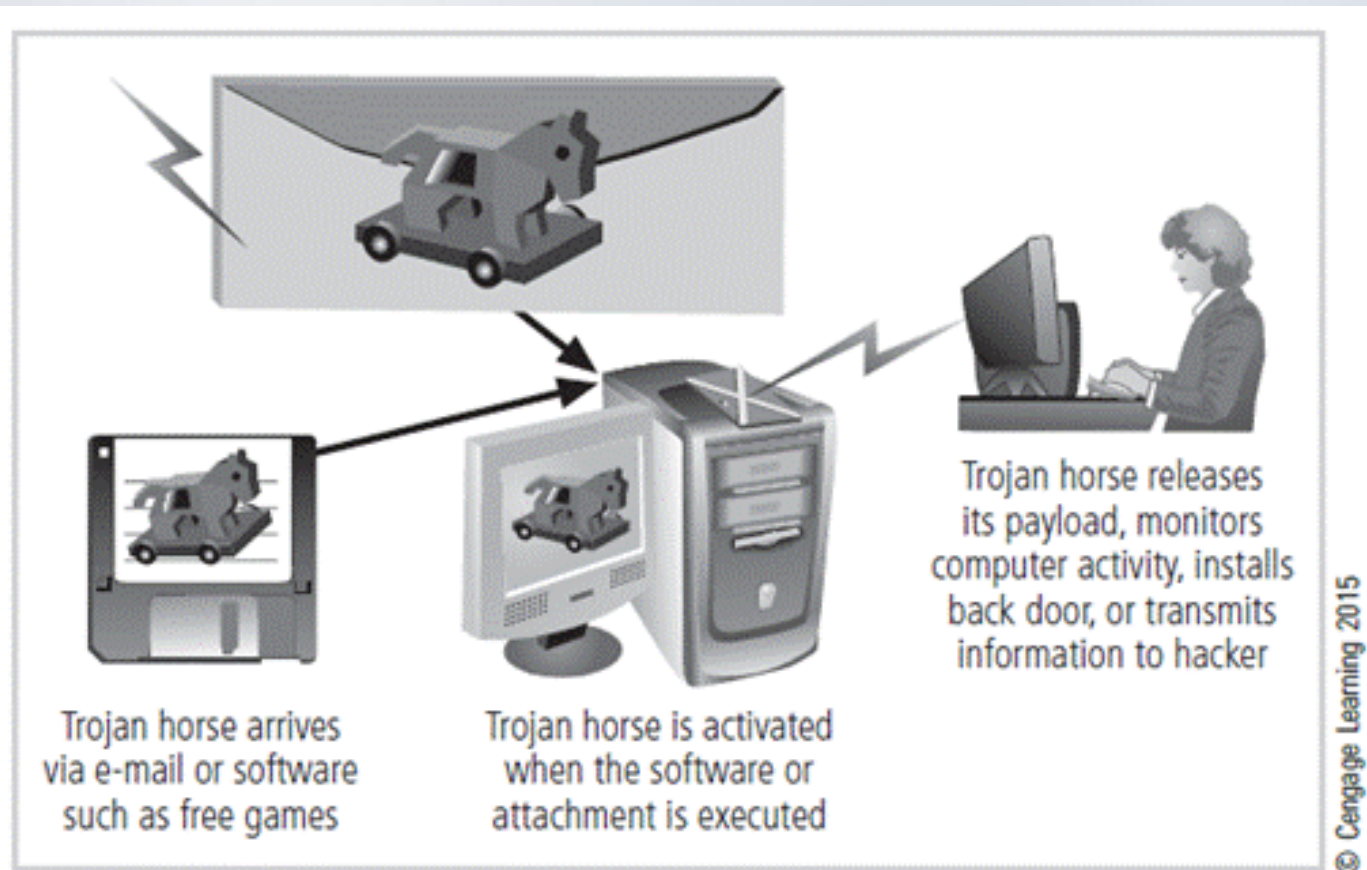 Trojan horse arrives
via e-mail or software
such as free games
Trojan horse is activated
when the software or
attachment is executed
Trojan horse releases
its payload, monitors
computer activity, installs
back door, or transmits
information to hacker
© Cengage Learning 2015